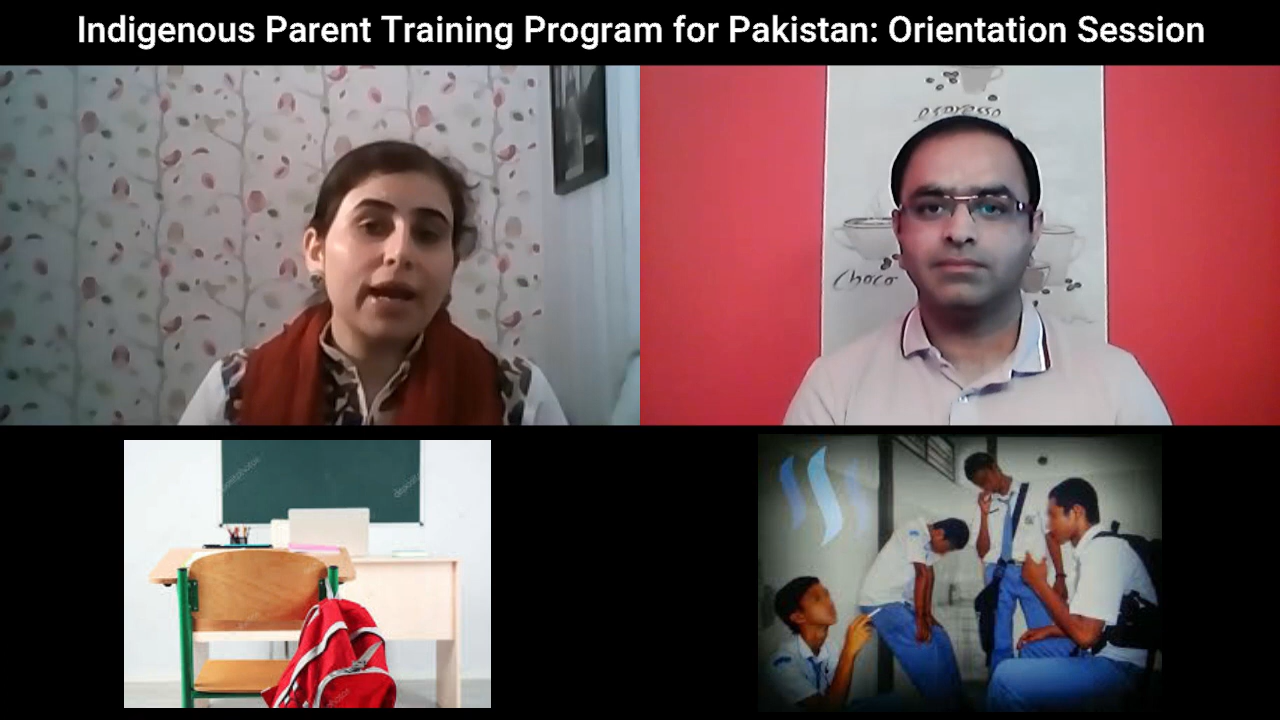 Indigenous Parent Training Program for Pakistan: Orientation Session
espresso
Choco